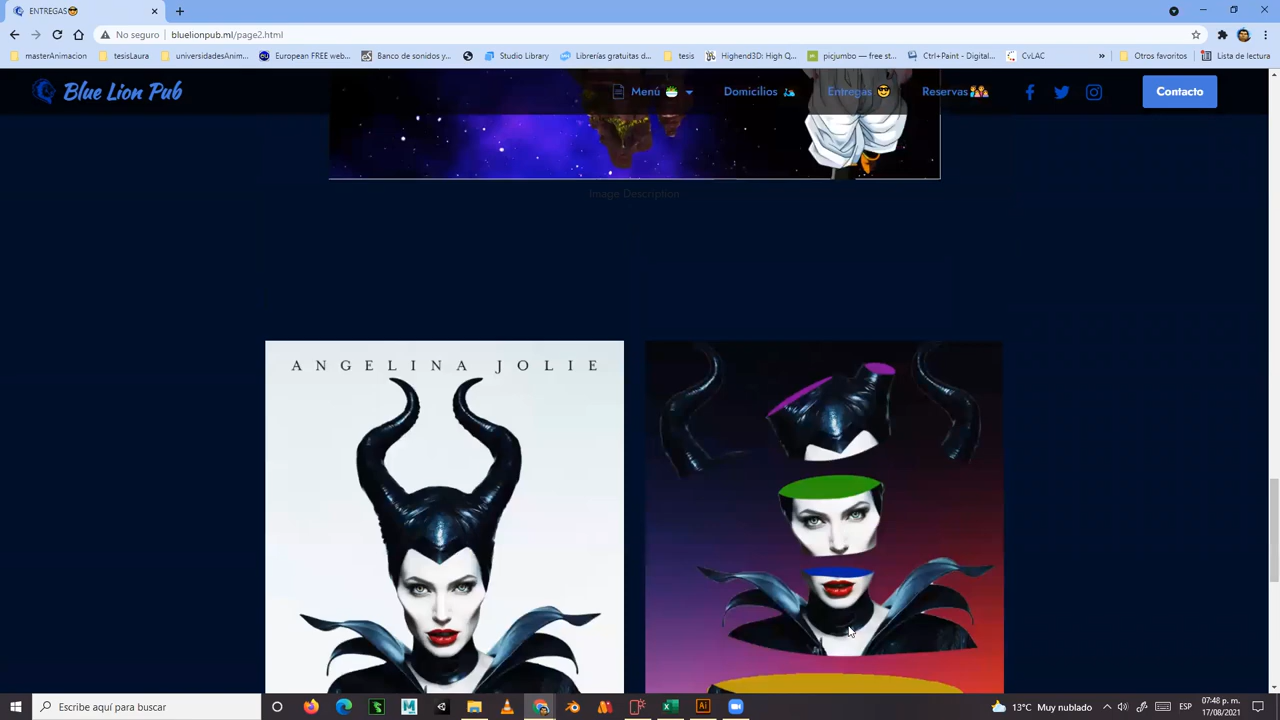 ENTREGAS😎
No seguro
bluelionpub.ml/page2.html
masterAnimacion
tesisLaura
universidadesAnim...
European FREE web...
Banco de sonidos y...
Studio Library
Librerías gratuitas d...
tesis
Highend3D: High Q...
picjumbo — free st...
Ctrl+Paint - Digital...
CvLAC
»
Otros favoritos
Lista de lectura
Blue Lion Pub
Menú
Domicilios
Entregas 😎
Reservas
Contacto
Image Description
ANGELINA JOLIE
Escribe aquí para buscar
13°C Muy nublado
ESP
07:48 p. m.
17/08/2021